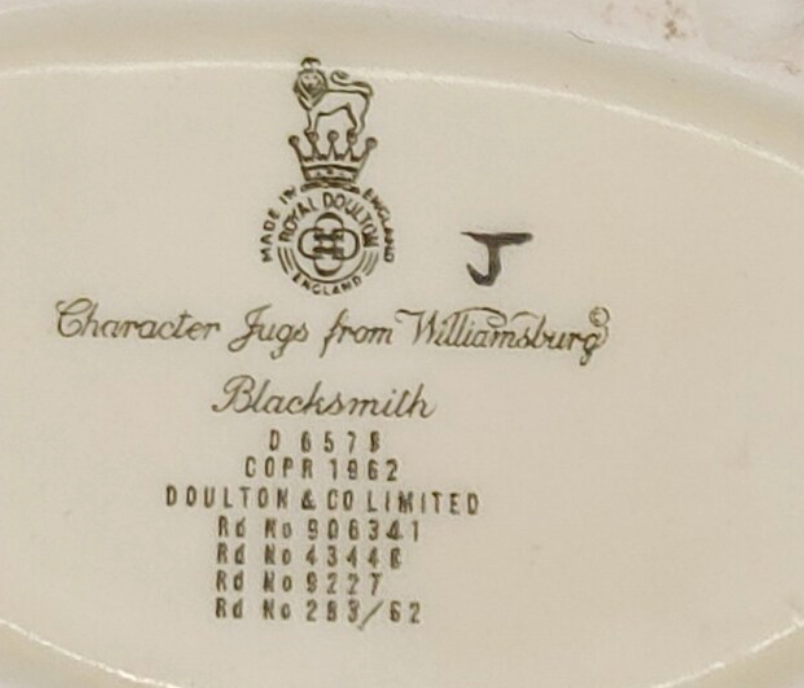 MADE IN ENGLAND
ROYAL DOULTON
ENGLAND
J
Character Jugs from Williamsburg©
Blacksmith
D 6578
COPR 1962
DOULTON & CO LIMITED
Rd No 906341
Rd No 43446
Rd No 9227
Rd No 283/62